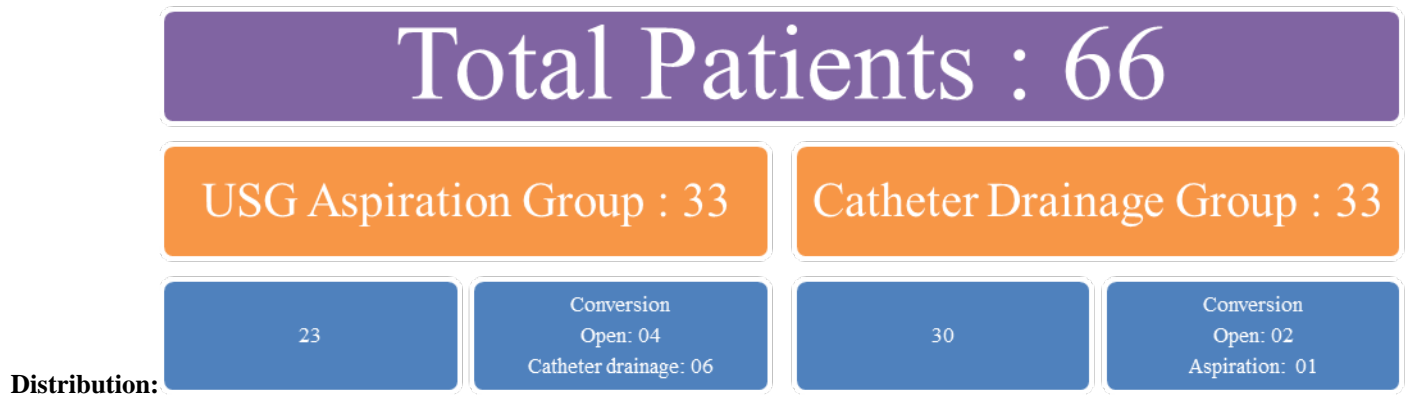 Total Patients : 66
USG Aspiration Group : 33
Catheter Drainage Group : 33
23
Conversion
Open: 04
Catheter drainage: 06
30
Conversion
Open: 02
Aspiration: 01
Distribution: